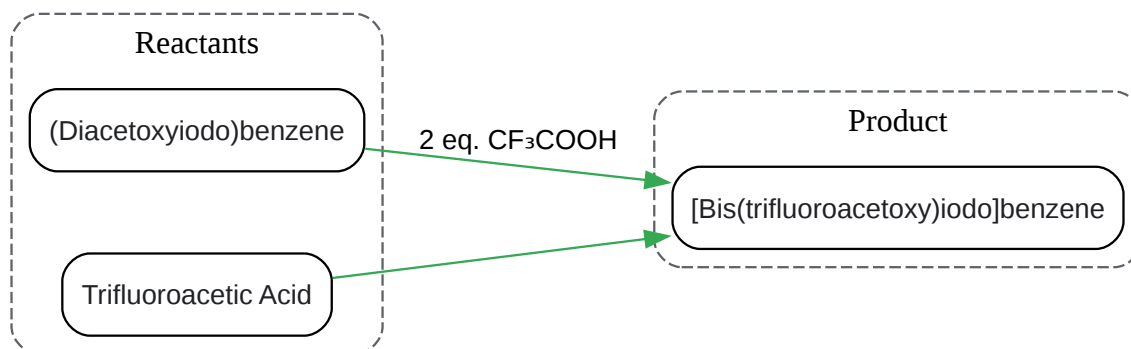 Reactants
(Diacetoxyiodo)benzene
Trifluoroacetic Acid
2 eq. CF₃COOH
Product
[Bis(trifluoroacetoxy)iodo]benzene